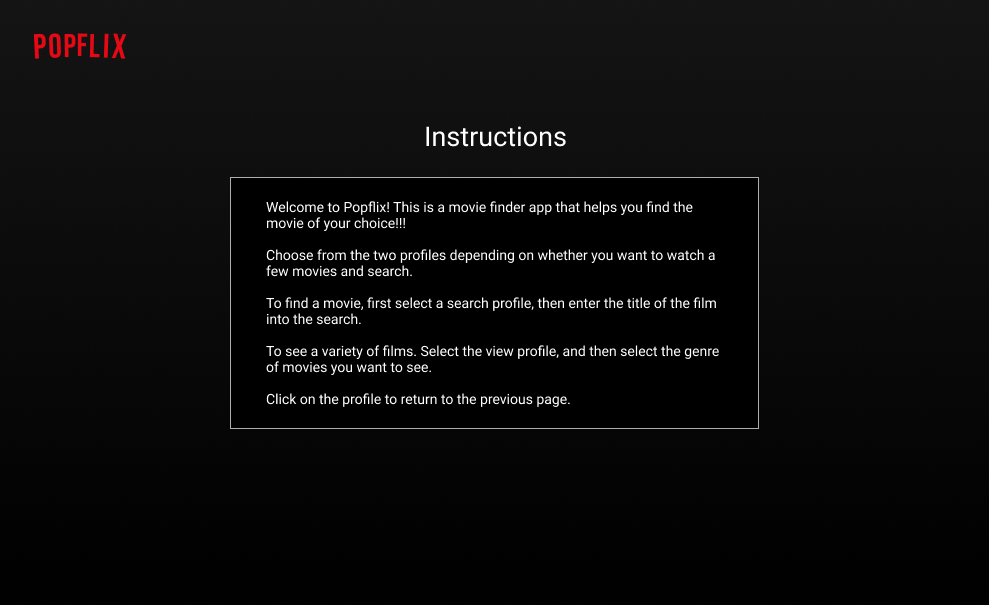 POPFLIX
Instructions
Welcome to Popflix! This is a movie finder app that helps you find the
movie of your choice!!!
Choose from the two profiles depending on whether you want to watch a
few movies and search.
To find a movie, first select a search profile, then enter the title of the film
into the search.
To see a variety of films. Select the view profile, and then select the genre
of movies you want to see.
Click on the profile to return to the previous page.